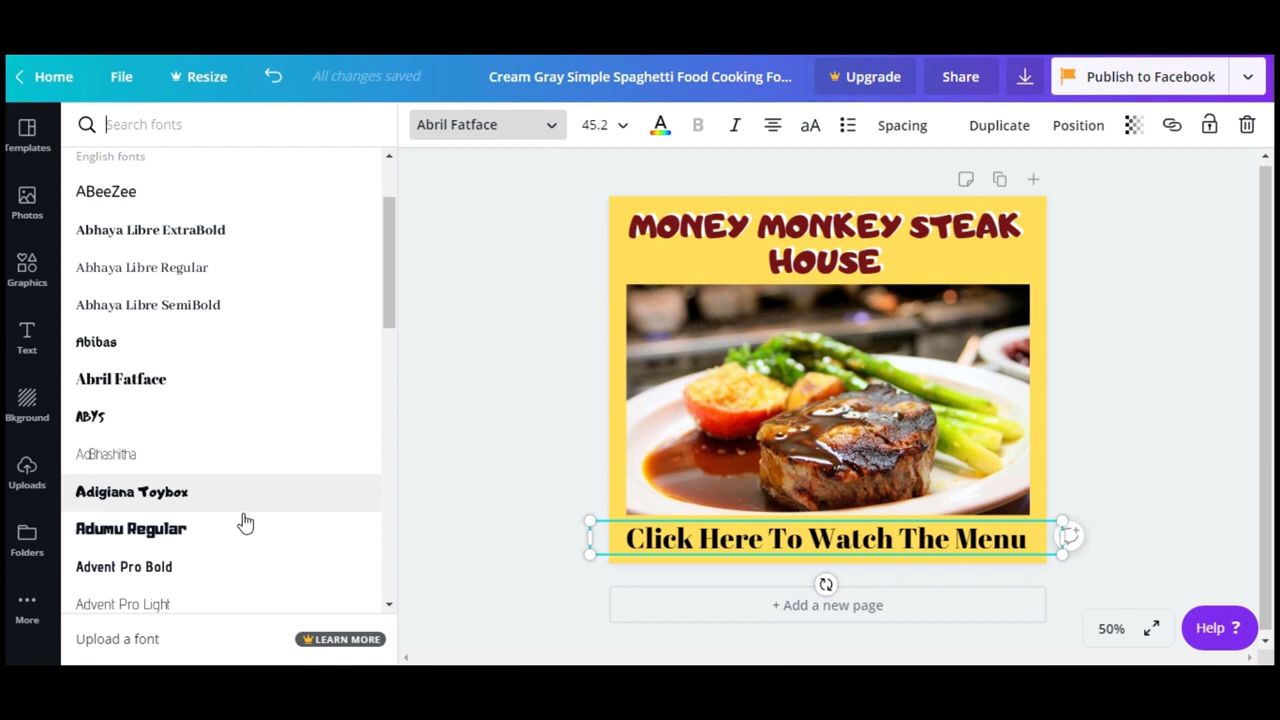 Home File Resize All changes saved Cream Gray Simple Spaghetti Food Cooking Fo... Upgrade Share Publish to Facebook
Search fonts
Abril Fatface 45.2 A B I aA Spacing Duplicate Position
Templates
Photos
Graphics
Text
Bkground
Uploads
Folders
More
English fonts
ABeeZee
Abhaya Libre ExtraBold
Abhaya Libre Regular
Abhaya Libre SemiBold
Abibas
Abril Fatface
ABYS
AdBhashitha
Adigiana Toybox
Adumu Regular
Advent Pro Bold
Advent Pro Light
Upload a font LEARN MORE
MONEY MONKEY STEAK
HOUSE
Click Here To Watch The Menu
+ Add a new page
50% Help ?